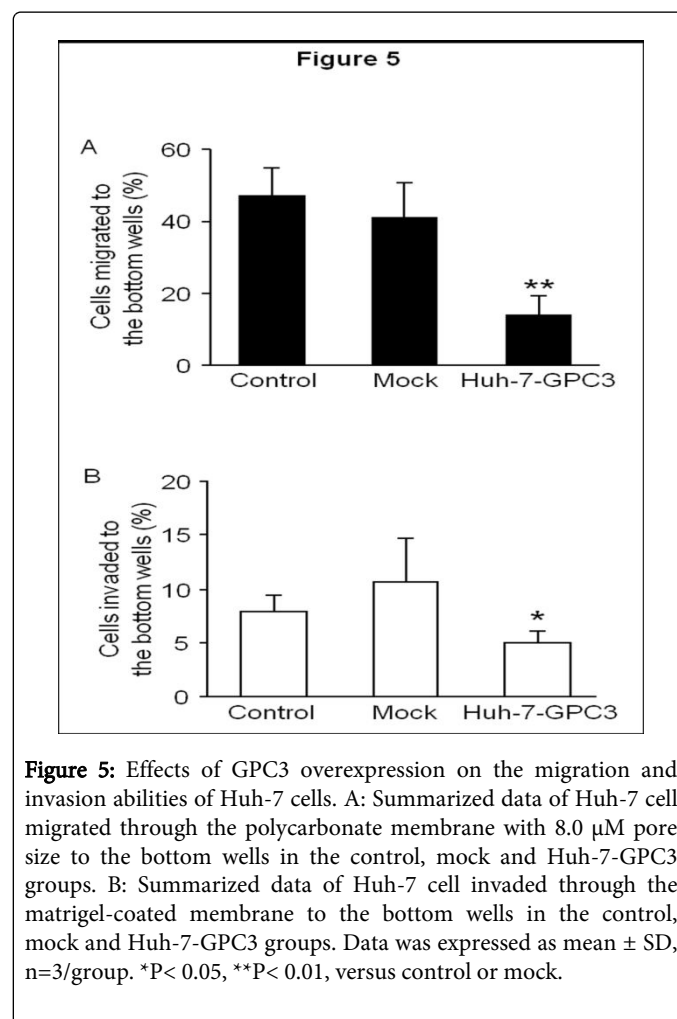 Figure 5
A
Cells migrated to
the bottom wells (%)
60
40
20
0
**
Control Mock Huh-7-GPC3
B
Cells invaded to
the bottom wells (%)
20
15
10
5
0
*
Control Mock Huh-7-GPC3
Figure 5: Effects of GPC3 overexpression on the migration and
invasion abilities of Huh-7 cells. A: Summarized data of Huh-7 cell
migrated through the polycarbonate membrane with 8.0 μM pore
size to the bottom wells in the control, mock and Huh-7-GPC3
groups. B: Summarized data of Huh-7 cell invaded through the
matrigel-coated membrane to the bottom wells in the control,
mock and Huh-7-GPC3 groups. Data was expressed as mean ± SD,
n=3/group. *P< 0.05, **P< 0.01, versus control or mock.